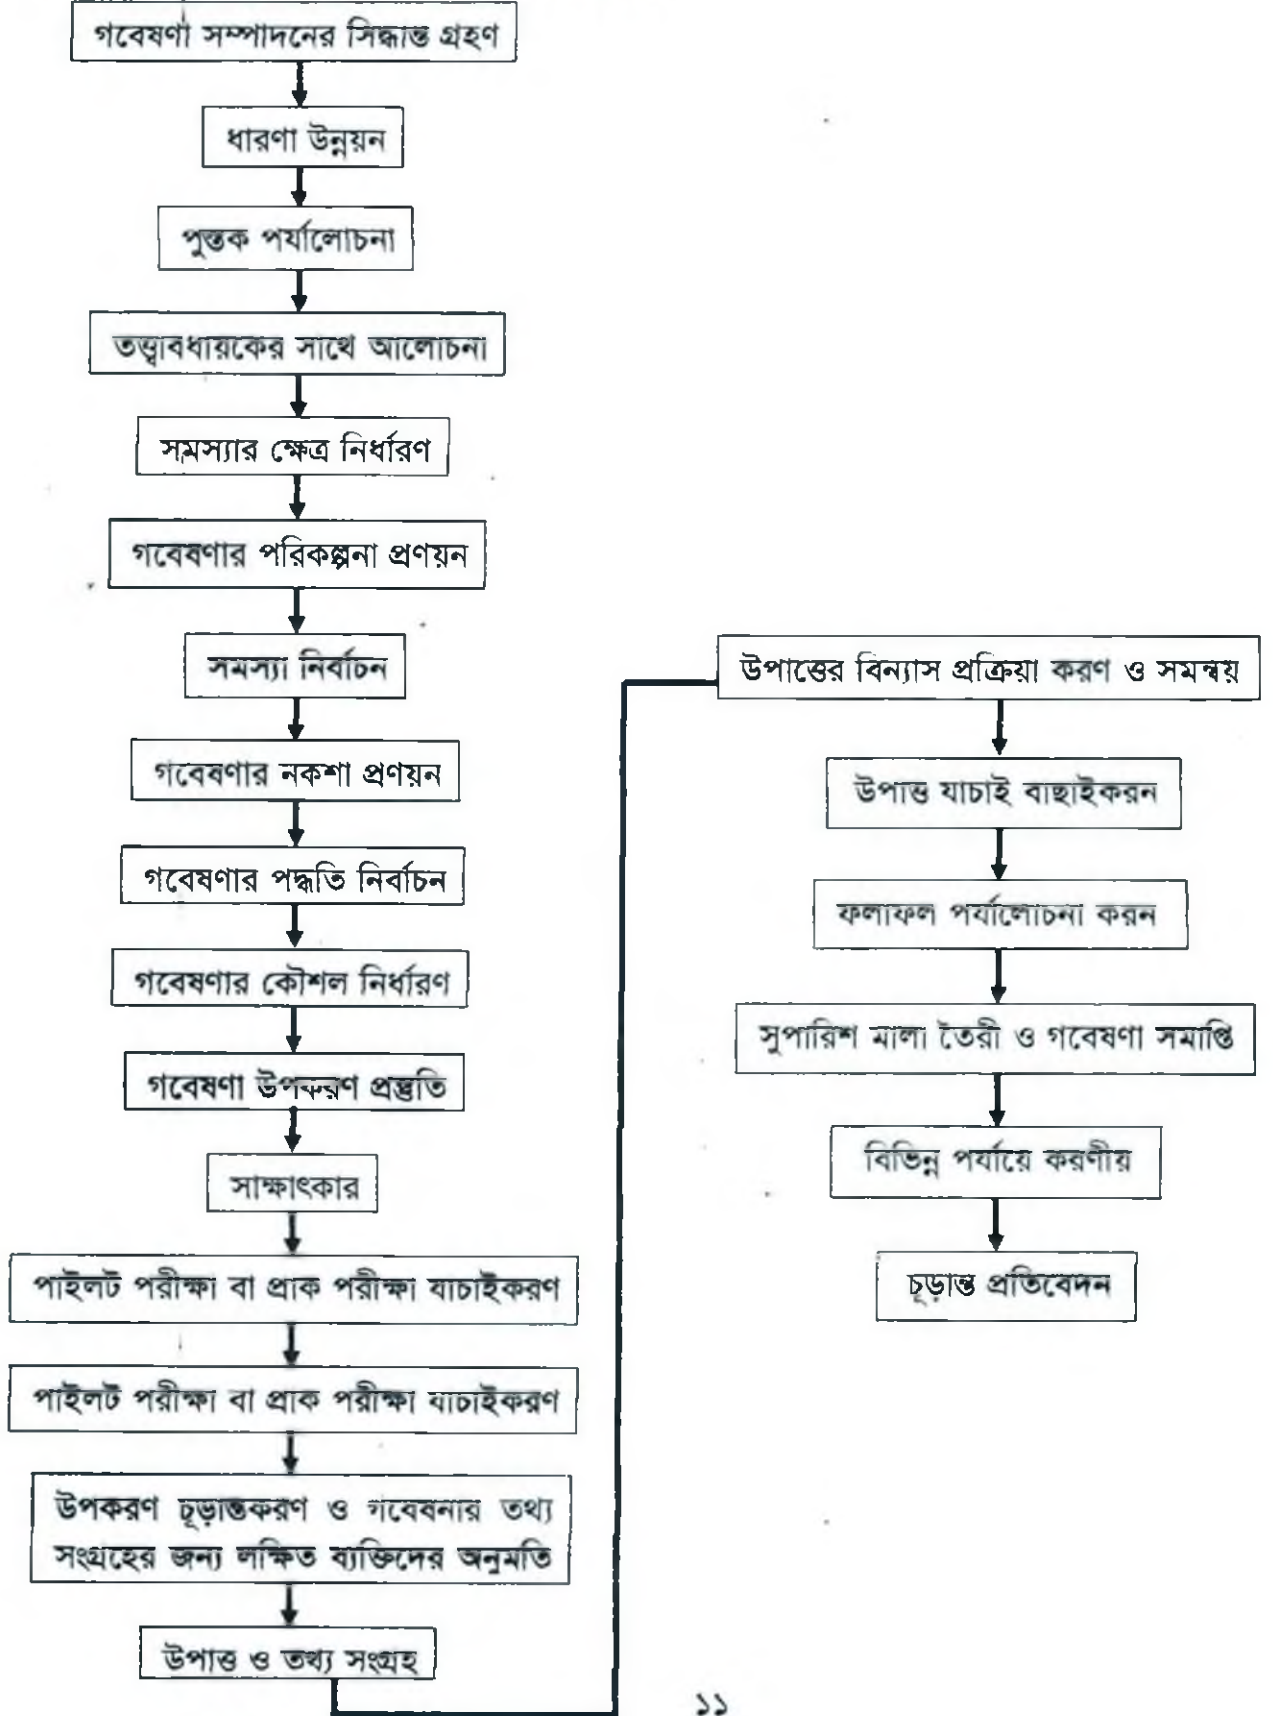 গবেষণা সম্পাদনের সিদ্ধান্ত গ্রহণ
ধারণা উন্নয়ন
পুস্তক পর্যালোচনা
তত্ত্বাবধায়কের সাথে আলোচনা
সমস্যার ক্ষেত্র নির্ধারণ
গবেষণার পরিকল্পনা প্রণয়ন
সমস্যা নির্বাচন
গবেষণার নকশা প্রণয়ন
গবেষণার পদ্ধতি নির্বাচন
গবেষণার কৌশল নির্ধারণ
গবেষণা উপকরণ প্রস্তুতি
সাক্ষাৎকার
পাইলট পরীক্ষা বা প্রাক পরীক্ষা যাচাইকরণ
পাইলট পরীক্ষা বা প্রাক পরীক্ষা যাচাইকরণ
উপকরণ চূড়ান্তকরণ ও গবেষনার তথ্য
সংগ্রহের জন্য লক্ষিত ব্যক্তিদের অনুমতি
উপাত্ত ও তথ্য সংগ্রহ
উপাত্তের বিন্যাস প্রক্রিয়া করণ ও সমন্বয়
উপাত্ত যাচাই বাছাইকরন
ফলাফল পর্যালোচনা করন
সুপারিশ মালা তৈরী ও গবেষণা সমাপ্তি
বিভিন্ন পর্যায়ে করণীয়
চূড়ান্ত প্রতিবেদন
১১